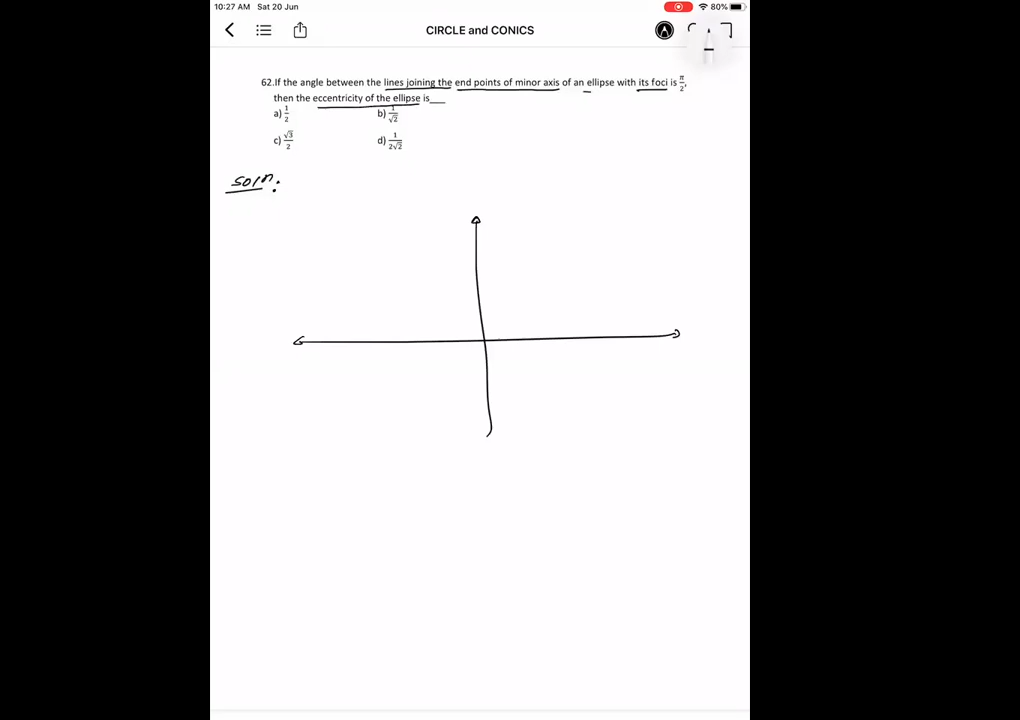 10:27 AM Sat 20 Jun 80%
CIRCLE and CONICS
62.If the angle between the lines joining the end points of minor axis of an ellipse with its foci is π/2,
then the eccentricity of the ellipse is___
a) 1/2 b) 1/√2
c) √3/2 d) 1/2√2
Soln: